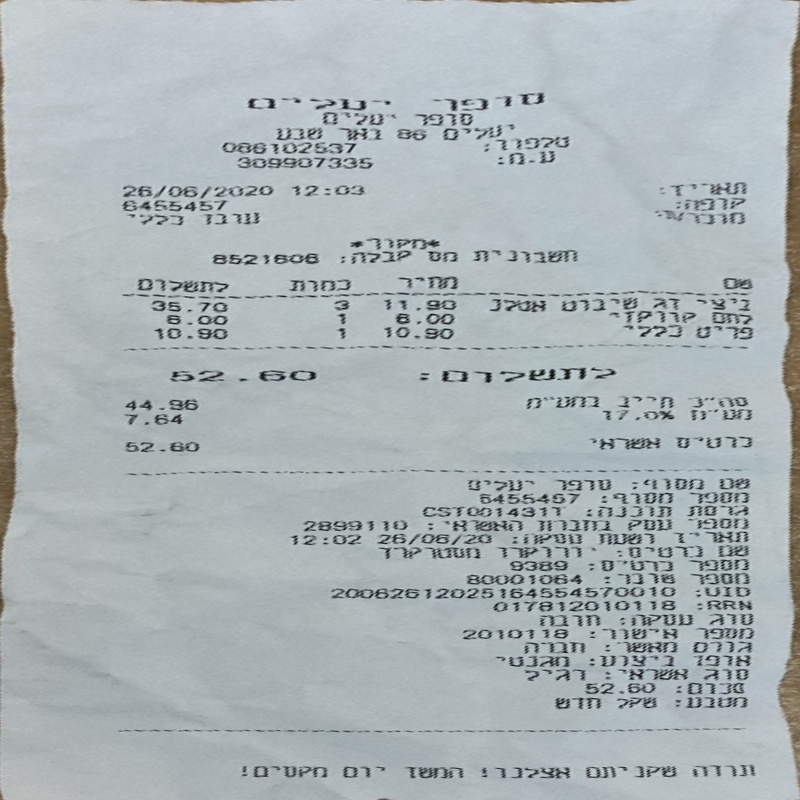 סופר יעלים
סופר יעלים
יעלים 86 באר שבע
טלפון: 086102537
ע.מ: 309907335
תאריך: 26/06/2020 12:03
קופה: 6455457
מוכר/ת: עובד כללי
*מקור*
חשבונית מס קבלה: 8521606
שם מחיר כמות לתשלום
ביצי זג שיבוט אטלנ 11.90 3 35.70
לחם קוווקזי 6.00 1 6.00
פריט כללי 10.90 1 10.90
לתשלום: 52.60
סה"כ חייב במע"מ 44.96
מע"מ 17.0% 7.64
כרטיס אשראי 52.60
שם מסוף: סופר יעלים
מספר מסוף: 6455457
גרסת תוכנה: CST001431T
מספר עסק בחברת האשראי: 2899110
תאריך ושעת עסקה: 26/06/20 12:02
שם כרטיס: יורוקרד מסטרקרד
מספר כרטיס: 9389
מספר שובר: 80001064
UID: 20062612025164554570010
RRN: 017812010118
סוג עסקה: חובה
מספר אישור: 2010118
גורם מאשר: חברה
אופן ביצוע: מגנטי
סוג אשראי: רגיל
סכום: 52.60
מטבע: שקל חדש
תודה שקניתם אצלנו! המשך יום מקסים!